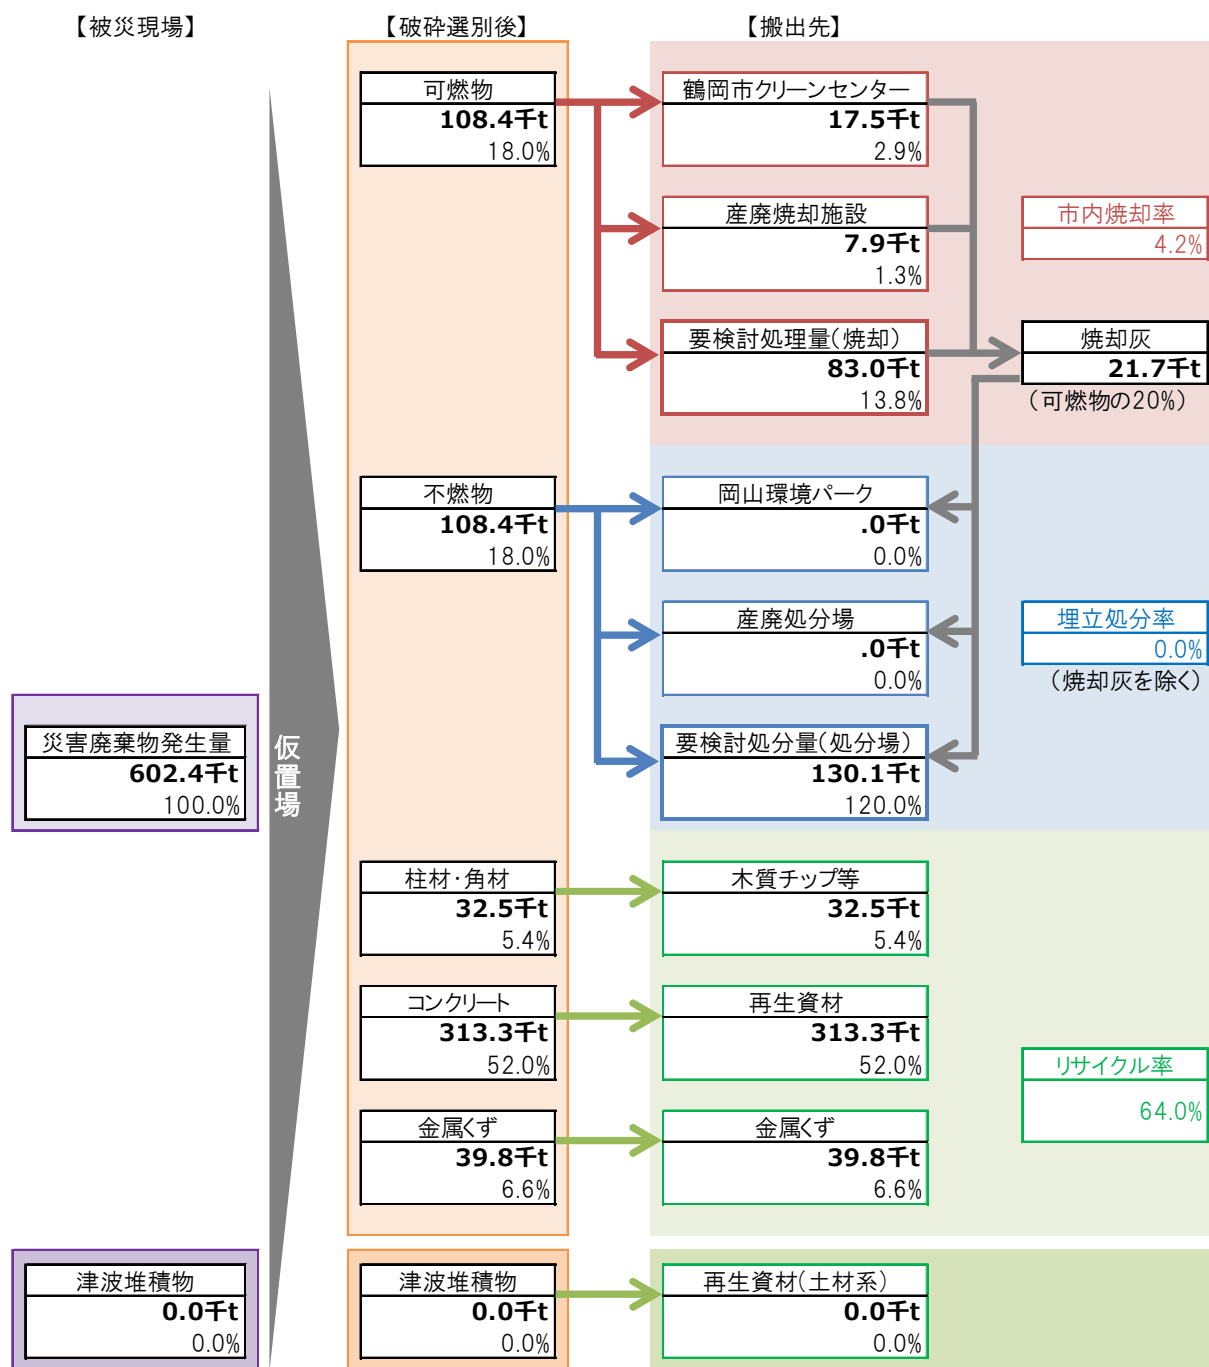 【被災現場】
【破砕選別後】
【搬出先】
可燃物
108.4千t
18.0%
鶴岡市クリーンセンター
17.5千t
2.9%
産廃焼却施設
7.9千t
1.3%
市内焼却率
4.2%
要検討処理量(焼却)
83.0千t
13.8%
焼却灰
21.7千t
(可燃物の20%)
不燃物
108.4千t
18.0%
岡山環境パーク
.0千t
0.0%
産廃処分場
.0千t
0.0%
埋立処分率
0.0%
(焼却灰を除く)
災害廃棄物発生量
602.4千t
100.0%
仮置場
要検討処分量(処分場)
130.1千t
120.0%
柱材・角材
32.5千t
5.4%
木質チップ等
32.5千t
5.4%
コンクリート
313.3千t
52.0%
再生資材
313.3千t
52.0%
リサイクル率
64.0%
金属くず
39.8千t
6.6%
金属くず
39.8千t
6.6%
津波堆積物
0.0千t
0.0%
津波堆積物
0.0千t
0.0%
再生資材(土材系)
0.0千t
0.0%